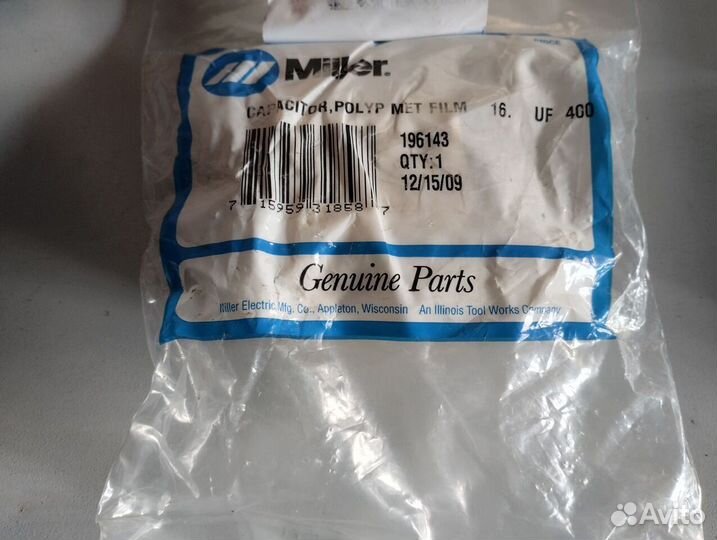 Miller®
CAPACITOR,POLYP MET FILM 16. UF 400
196143
QTY:1
12/15/09
7 15959 31858 7
Genuine Parts
Miller Electric Mfg. Co., Appleton, Wisconsin An Illinois Tool Works Company
Avito